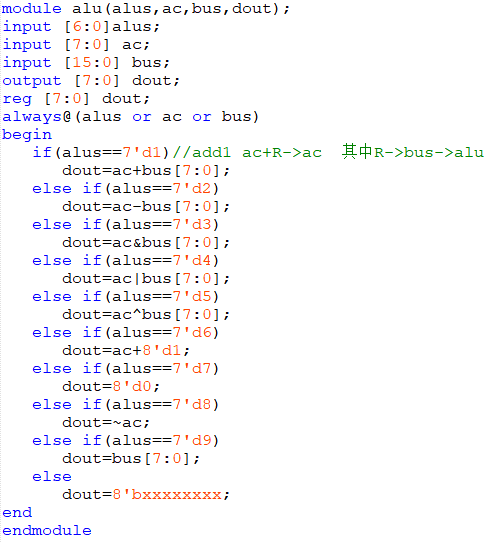 module alu(alus,ac,bus,dout);
input [6:0]alus;
input [7:0] ac;
input [15:0] bus;
output [7:0] dout;
reg [7:0] dout;
always@(alus or ac or bus)
begin
   if(alus==7'd1)//add1 ac+R->ac  其中R->bus->alu
      dout=ac+bus[7:0];
   else if(alus==7'd2)
      dout=ac-bus[7:0];
   else if(alus==7'd3)
      dout=ac&bus[7:0];
   else if(alus==7'd4)
      dout=ac|bus[7:0];
   else if(alus==7'd5)
      dout=ac^bus[7:0];
   else if(alus==7'd6)
      dout=ac+8'd1;
   else if(alus==7'd7)
      dout=8'd0;
   else if(alus==7'd8)
      dout=~ac;
   else if(alus==7'd9)
      dout=bus[7:0];
   else
      dout=8'bxxxxxxxx;
end
endmodule